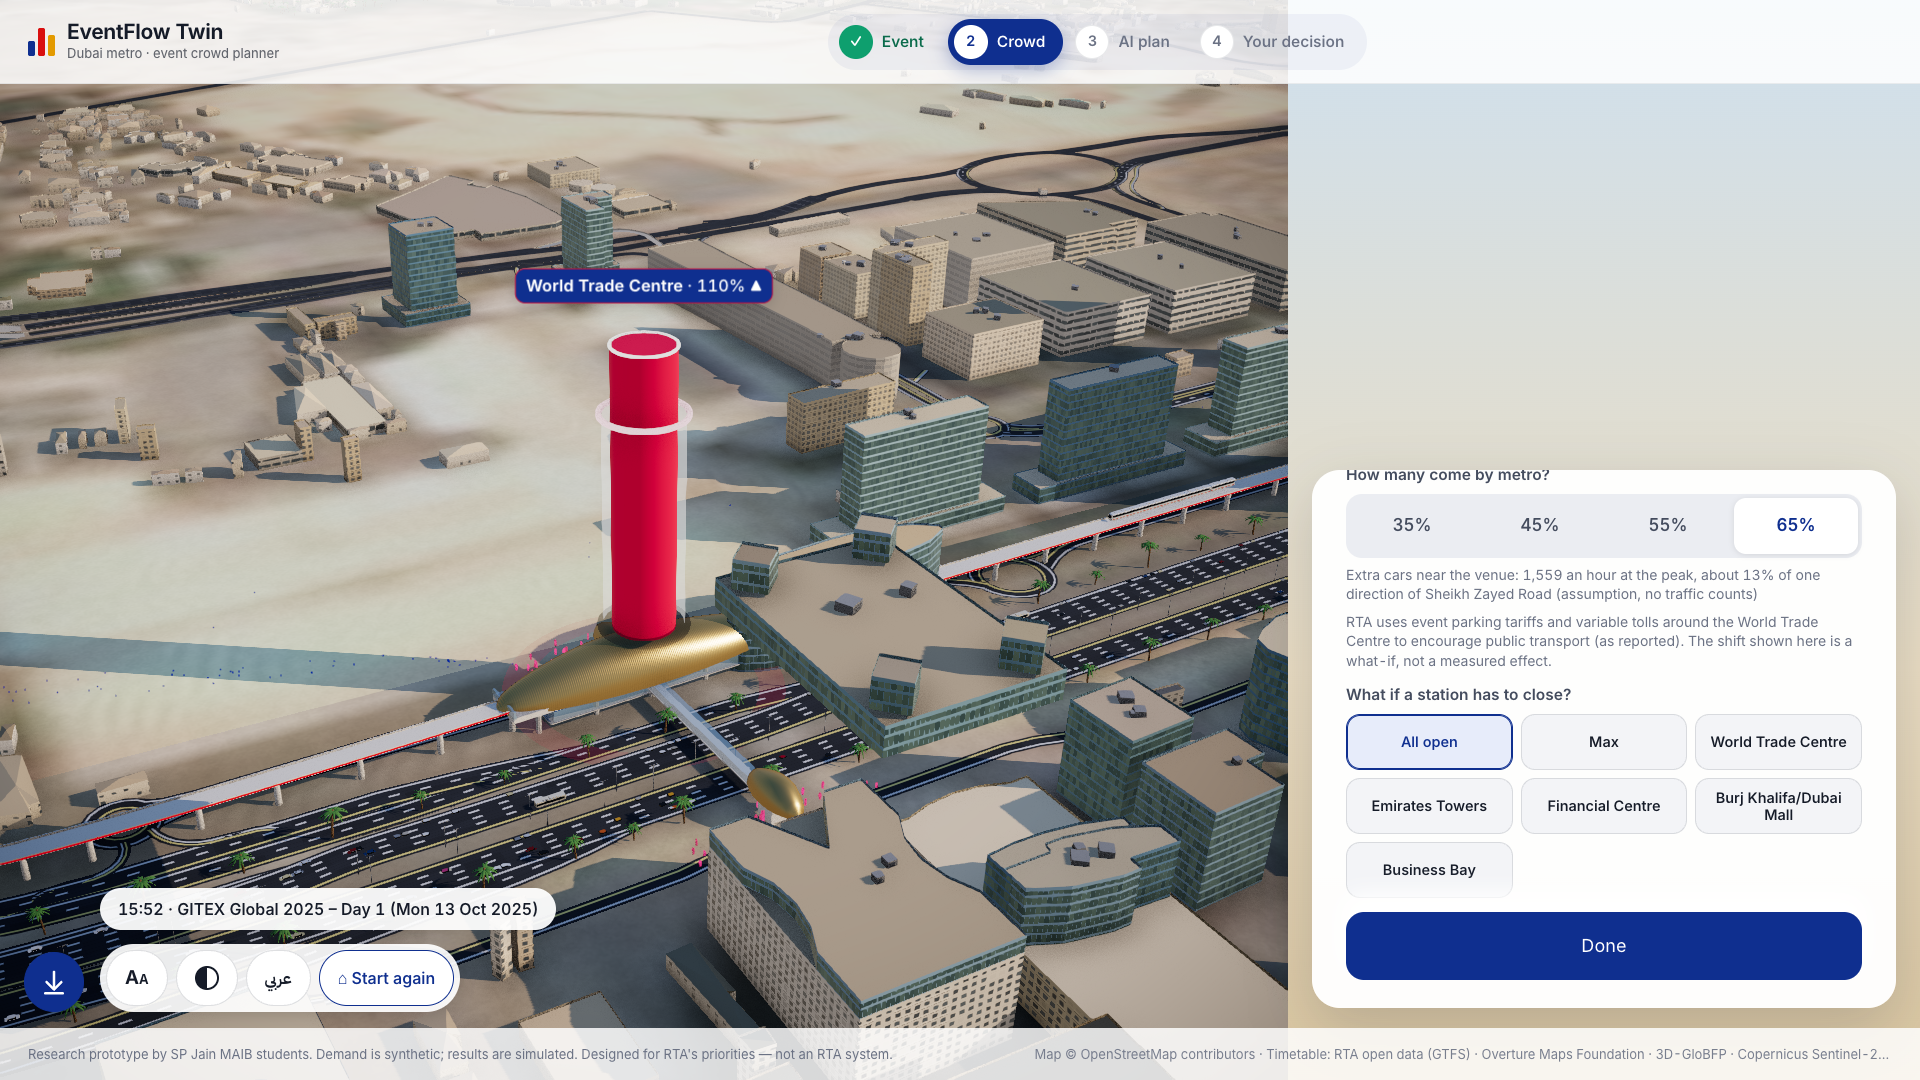 EventFlow Twin
Dubai metro · event crowd planner
✓ Event
2 Crowd
3 AI plan
4 Your decision
World Trade Centre · 110% ▲
How many come by metro?
35% 45% 55% 65%
Extra cars near the venue: 1,559 an hour at the peak, about 13% of one
direction of Sheikh Zayed Road (assumption, no traffic counts)
RTA uses event parking tariffs and variable tolls around the World Trade
Centre to encourage public transport (as reported). The shift shown here is a
what-if, not a measured effect.
What if a station has to close?
All open
Max
World Trade Centre
Emirates Towers
Financial Centre
Burj Khalifa/Dubai
Mall
Business Bay
Done
15:52 · GITEX Global 2025 – Day 1 (Mon 13 Oct 2025)
AA
عربي
⌂ Start again
Research prototype by SP Jain MAIB students. Demand is synthetic; results are simulated. Designed for RTA's priorities — not an RTA system.
Map © OpenStreetMap contributors · Timetable: RTA open data (GTFS) · Overture Maps Foundation · 3D-GloBFP · Copernicus Sentinel-2...